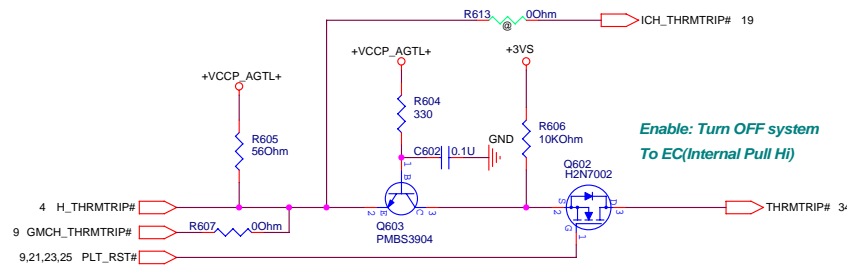 R613 0Ohm
@
ICH_THRMTRIP# 19
+VCCP_AGTL+
+3VS
+VCCP_AGTL+
R604
330
R605
56Ohm
C602 0.1U
GND
R606
10KOhm
Enable: Turn OFF system
To EC(Internal Pull Hi)
1
B
Q602
H2N7002
4 H_THRMTRIP#
2 E C 3
2 S D 3
THRMTRIP# 34
9 GMCH_THRMTRIP#
R607 0Ohm
Q603
PMBS3904
G
1
9,21,23,25 PLT_RST#